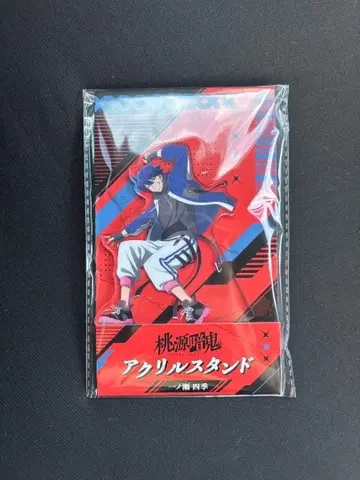 桃源暗鬼
アクリルスタンド
一ノ瀬 四季